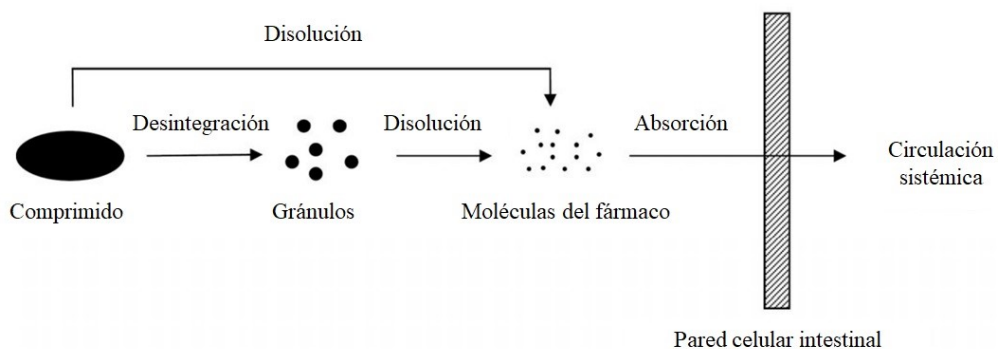 Disolución
Desintegración
Disolución
Absorción
Circulación
sistémica
Comprimido
Gránulos
Moléculas del fármaco
Pared celular intestinal